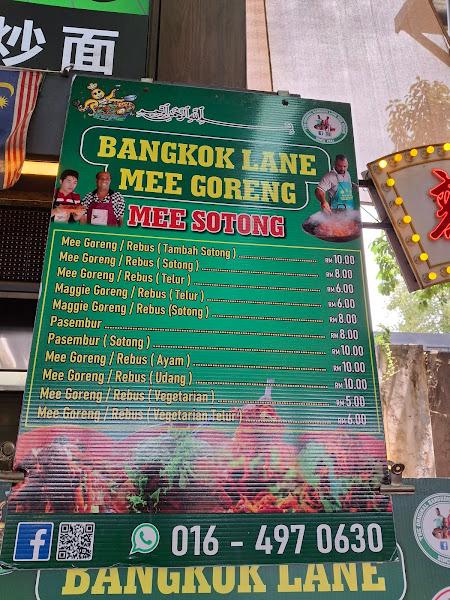 炒面
BANGKOK LANE
MEE GORENG
MEE SOTONG
Mee Goreng / Rebus ( Tambah Sotong ) RM 10.00
Mee Goreng / Rebus ( Sotong ) RM 8.00
Mee Goreng / Rebus ( Telur ) RM 6.00
Maggie Goreng / Rebus ( Telur ) RM 6.00
Maggie Goreng / Rebus (Sotong ) RM 8.00
Pasembur RM 8.00
Pasembur ( Sotong ) RM 10.00
Mee Goreng / Rebus ( Ayam ) RM 10.00
Mee Goreng / Rebus ( Udang ) RM 10.00
Mee Goreng / Rebus ( Vegetarian ) RM 5.00
Mee Goreng / Rebus ( Vegetarian Telur ) RM 6.00
f
016 - 497 0630
BANGKOK LANE